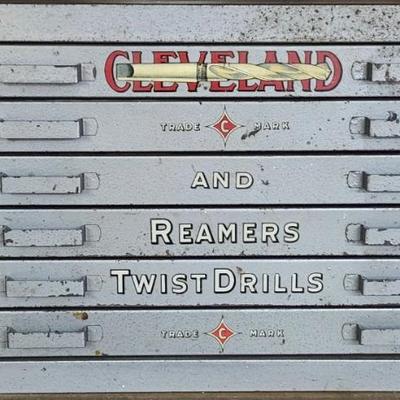 CLEVELAND
TRADE C MARK
AND
REAMERS
TWIST DRILLS
TRADE C MARK